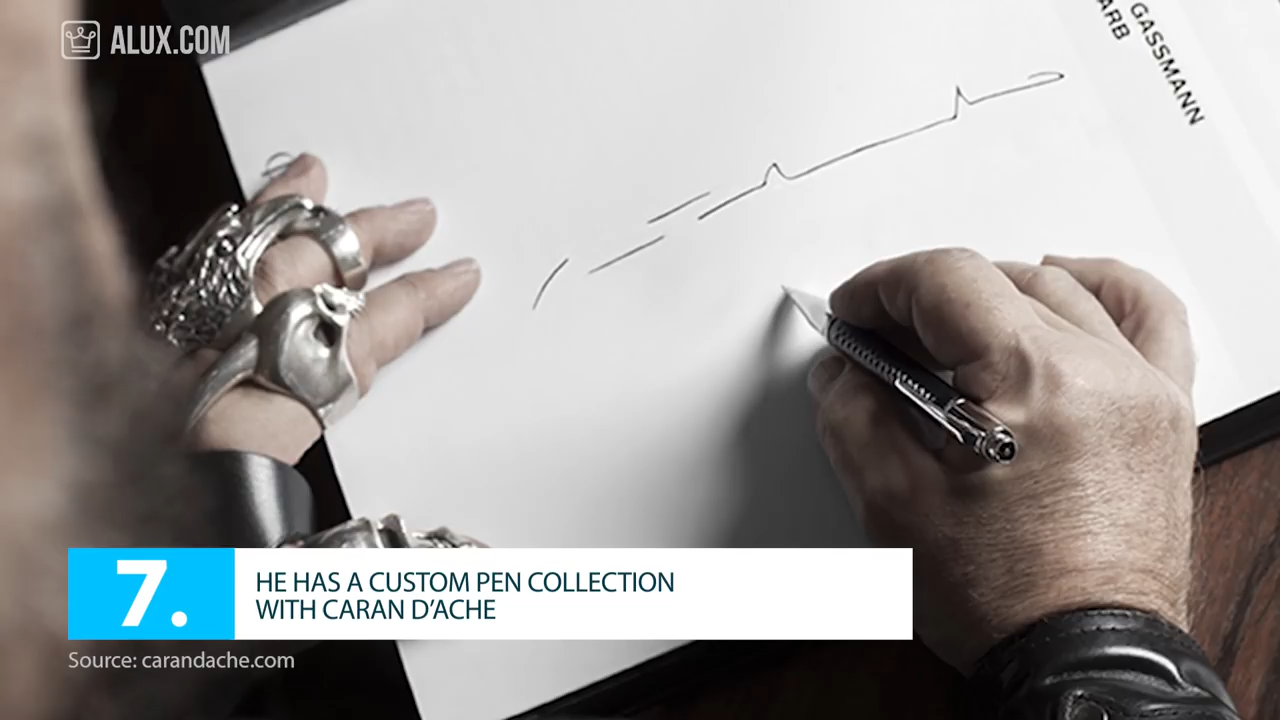 ALUX.COM
GASSMANN
ARB
7.
HE HAS A CUSTOM PEN COLLECTION
WITH CARAN D'ACHE
Source: carandache.com